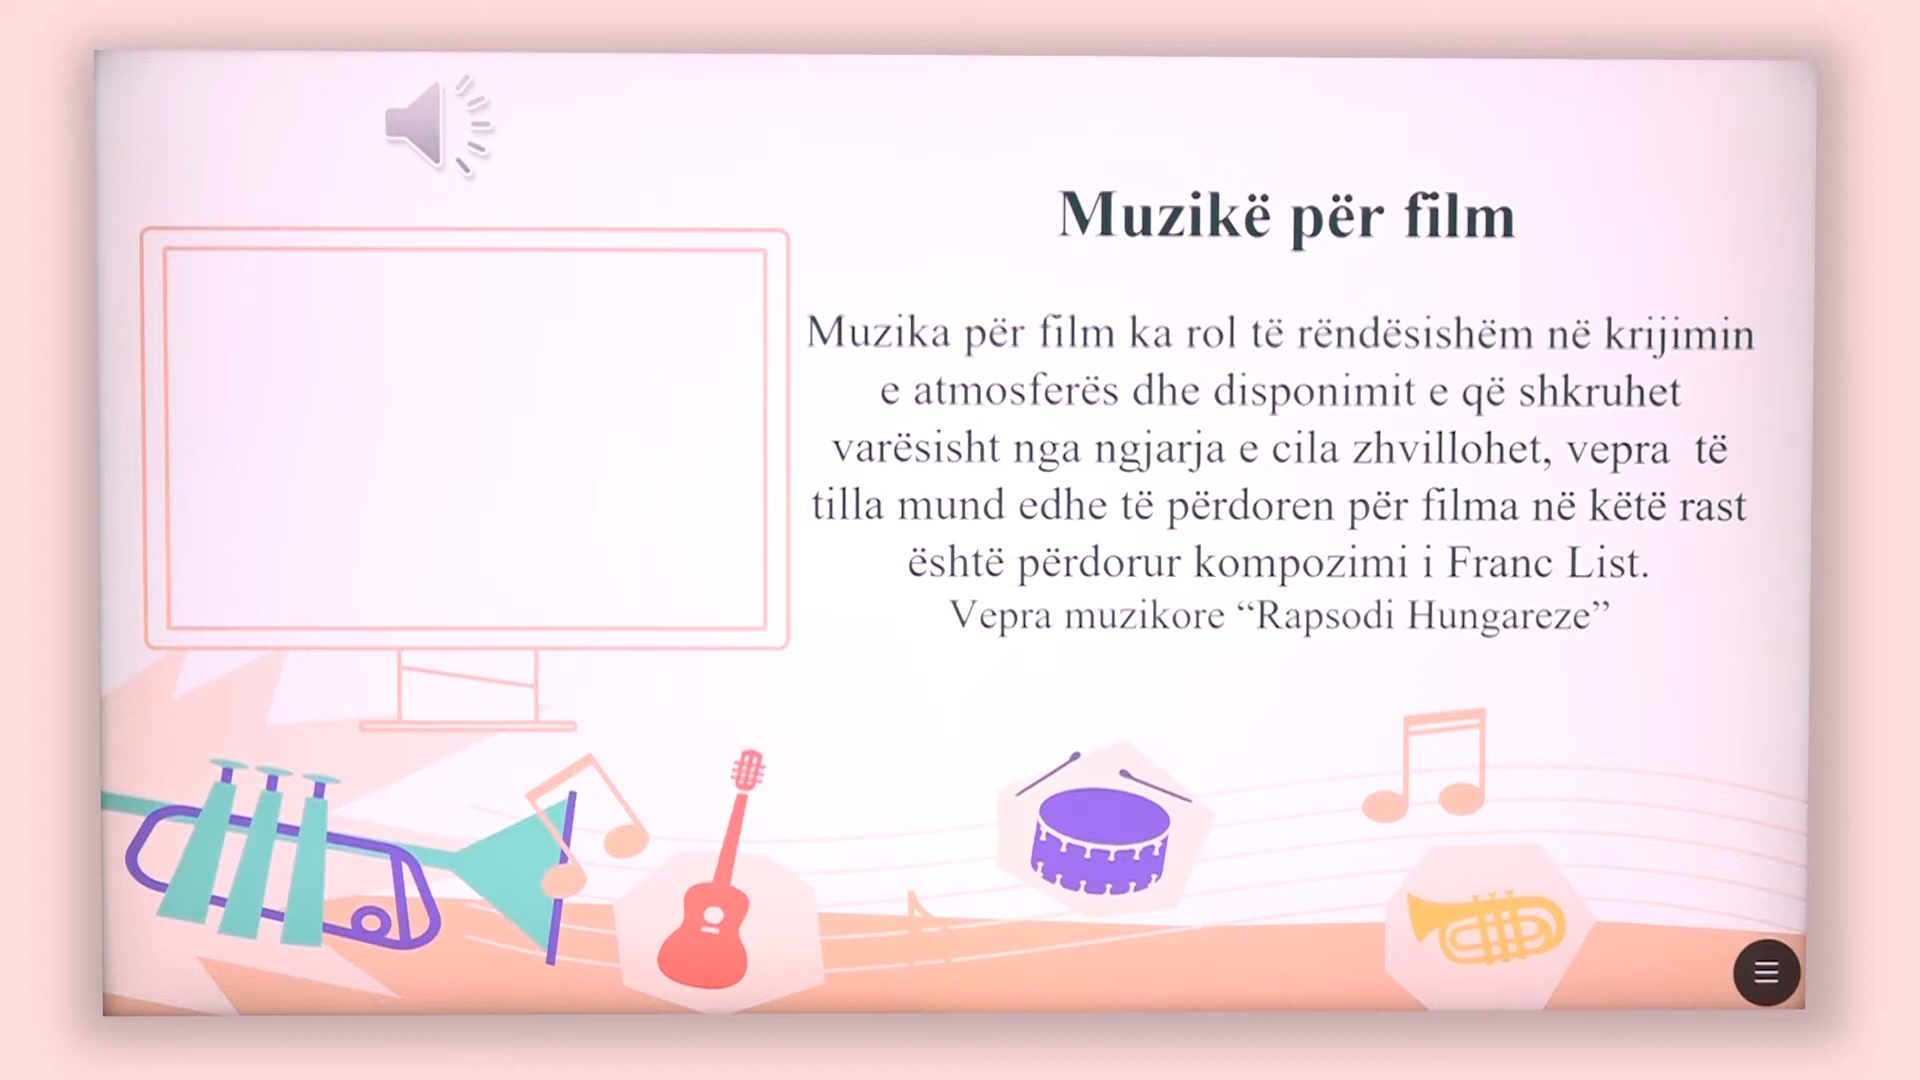 Muzikë për film
Muzika për film ka rol të rëndësishëm në krijimin
e atmosferës dhe disponimit e që shkruhet
varësisht nga ngjarja e cila zhvillohet, vepra  të
tilla mund edhe të përdoren për filma në këtë rast
është përdorur kompozimi i Franc List.
Vepra muzikore “Rapsodi Hungareze”